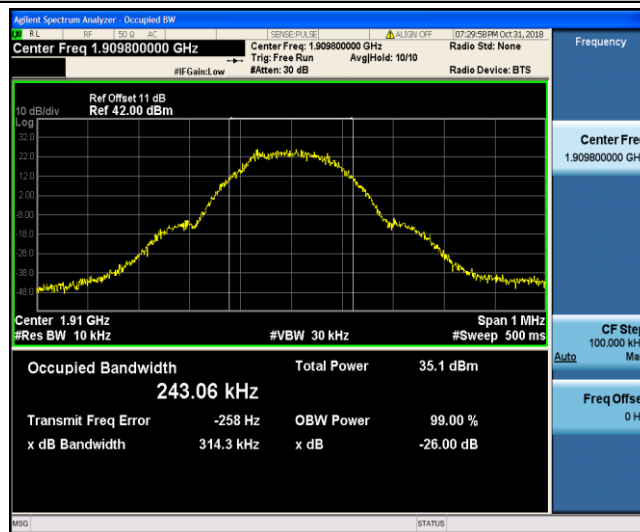 Agilent Spectrum Analyzer - Occupied BW
RL RF 50 Ω AC SENSE:PULSE ALIGN OFF 07:29:58 PM Oct 31, 2018
Center Freq 1.909800000 GHz Center Freq: 1.909800000 GHz Radio Std: None
Trig: Free Run Avg|Hold: 10/10
#IFGain:Low #Atten: 30 dB Radio Device: BTS
Ref Offset 11 dB
10 dB/div Ref 42.00 dBm
Log
32.0
22.0
12.0
2.00
-8.00
-18.0
-28.0
-38.0
-48.0
Center 1.91 GHz Span 1 MHz
#Res BW 10 kHz #VBW 30 kHz #Sweep 500 ms
Occupied Bandwidth Total Power 35.1 dBm
243.06 kHz
Transmit Freq Error -258 Hz OBW Power 99.00 %
x dB Bandwidth 314.3 kHz x dB -26.00 dB
MSG STATUS
Frequency
Center Fre
1.909800000 GH
CF Ste
100.000 kH
Auto Ma
Freq Offse
0 H